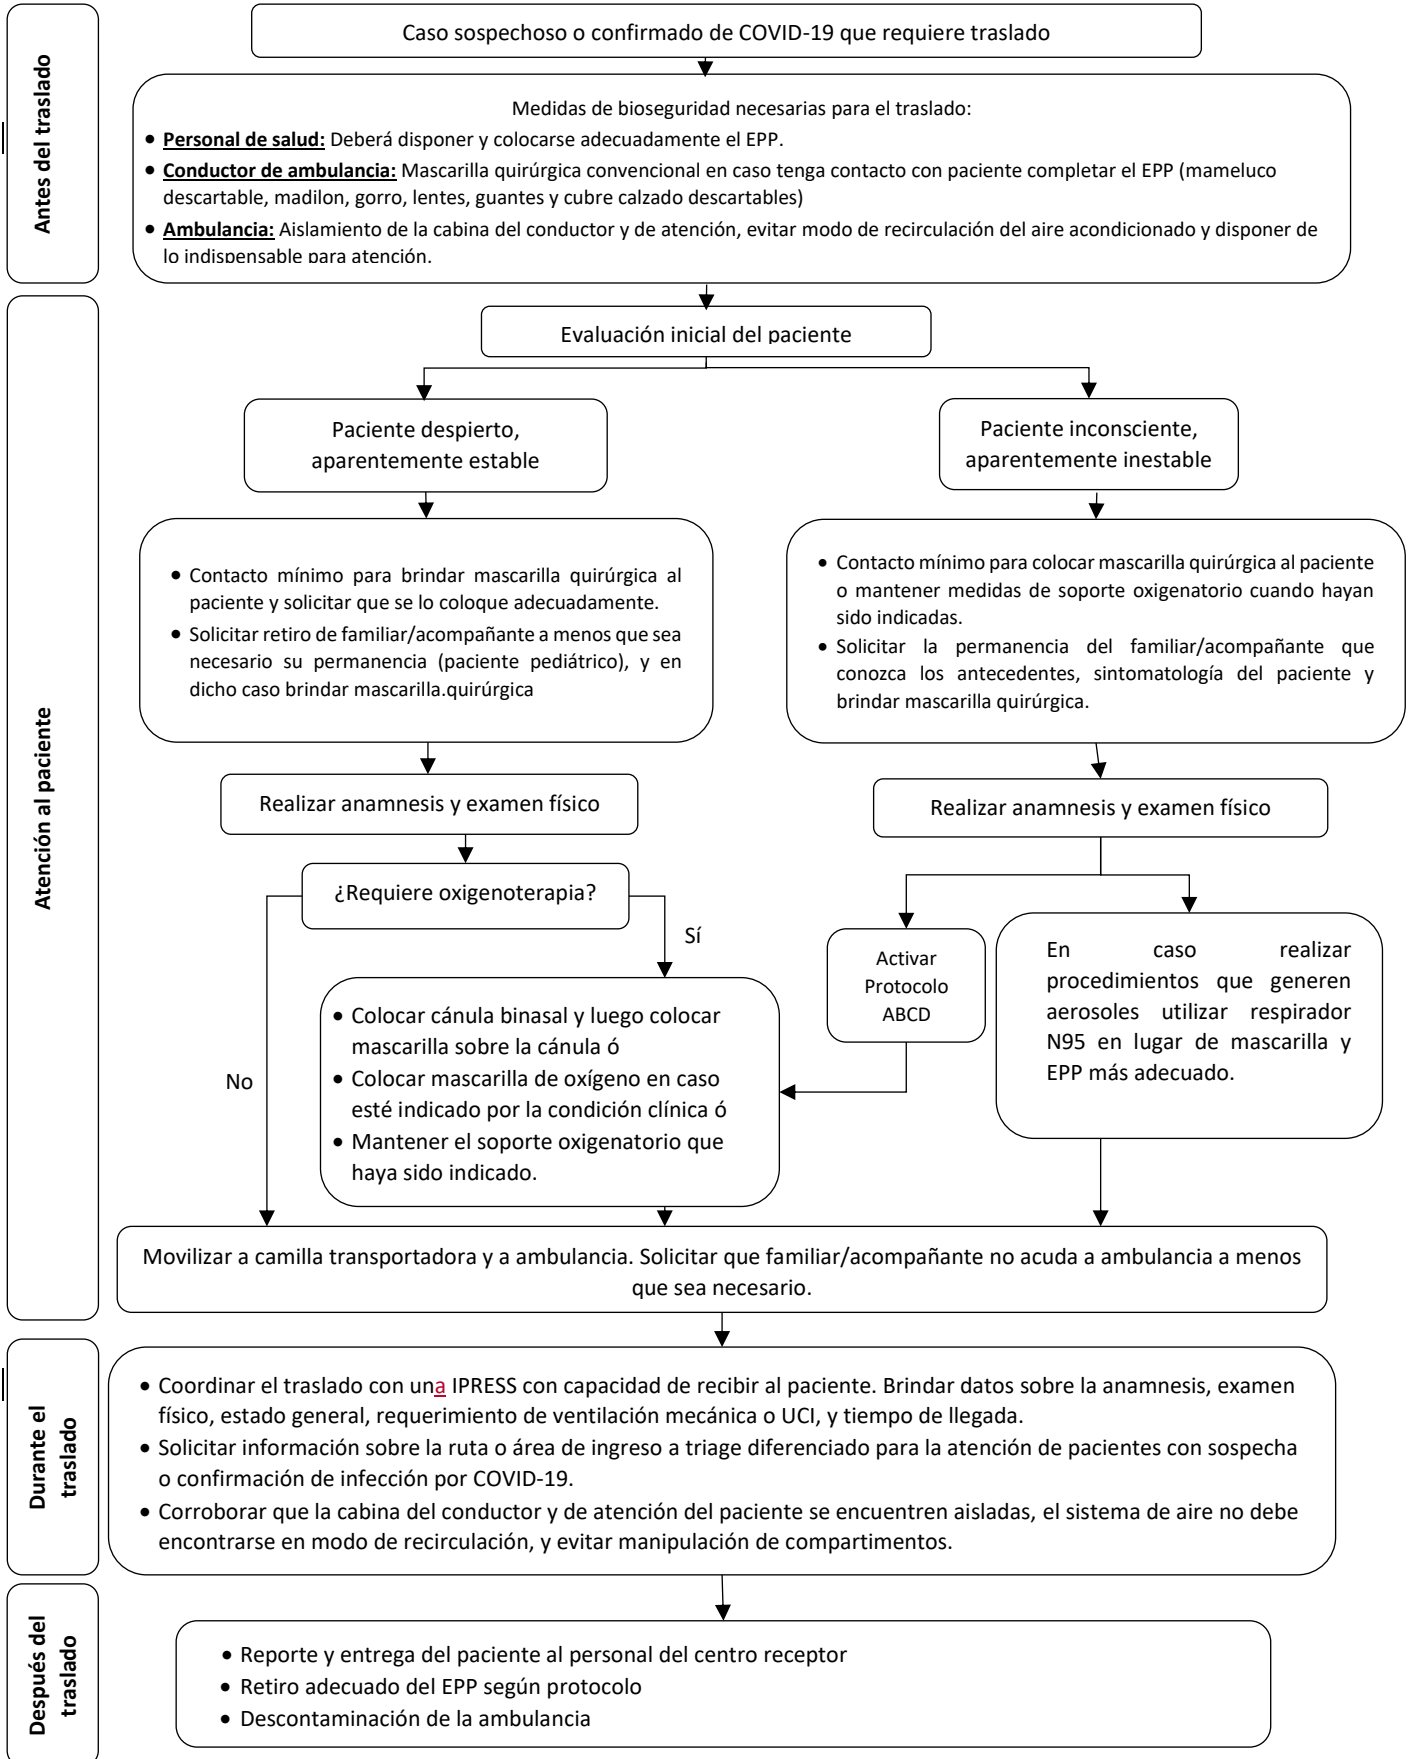 Antes del traslado
Caso sospechoso o confirmado de COVID-19 que requiere traslado
Medidas de bioseguridad necesarias para el traslado:
• Personal de salud: Deberá disponer y colocarse adecuadamente el EPP.
• Conductor de ambulancia: Mascarilla quirúrgica convencional en caso tenga contacto con paciente completar el EPP (mameluco
descartable, madilon, gorro, lentes, guantes y cubre calzado descartables)
• Ambulancia: Aislamiento de la cabina del conductor y de atención, evitar modo de recirculación del aire acondicionado y disponer de
lo indispensable para atención.
Atención al paciente
Evaluación inicial del paciente
Paciente despierto,
aparentemente estable
Paciente inconsciente,
aparentemente inestable
• Contacto mínimo para brindar mascarilla quirúrgica al
paciente y solicitar que se lo coloque adecuadamente.
• Solicitar retiro de familiar/acompañante a menos que sea
necesario su permanencia (paciente pediátrico), y en
dicho caso brindar mascarilla.quirúrgica
• Contacto mínimo para colocar mascarilla quirúrgica al paciente
o mantener medidas de soporte oxigenatorio cuando hayan
sido indicadas.
• Solicitar la permanencia del familiar/acompañante que
conozca los antecedentes, sintomatología del paciente y
brindar mascarilla quirúrgica.
Realizar anamnesis y examen físico
Realizar anamnesis y examen físico
¿Requiere oxigenoterapia?
Sí
No
• Colocar cánula binasal y luego colocar
mascarilla sobre la cánula ó
• Colocar mascarilla de oxígeno en caso
esté indicado por la condición clínica ó
• Mantener el soporte oxigenatorio que
haya sido indicado.
Activar
Protocolo
ABCD
En caso realizar
procedimientos que generen
aerosoles utilizar respirador
N95 en lugar de mascarilla y
EPP más adecuado.
Movilizar a camilla transportadora y a ambulancia. Solicitar que familiar/acompañante no acuda a ambulancia a menos
que sea necesario.
Durante el
traslado
• Coordinar el traslado con una IPRESS con capacidad de recibir al paciente. Brindar datos sobre la anamnesis, examen
físico, estado general, requerimiento de ventilación mecánica o UCI, y tiempo de llegada.
• Solicitar información sobre la ruta o área de ingreso a triage diferenciado para la atención de pacientes con sospecha
o confirmación de infección por COVID-19.
• Corroborar que la cabina del conductor y de atención del paciente se encuentren aisladas, el sistema de aire no debe
encontrarse en modo de recirculación, y evitar manipulación de compartimentos.
Después del
traslado
• Reporte y entrega del paciente al personal del centro receptor
• Retiro adecuado del EPP según protocolo
• Descontaminación de la ambulancia